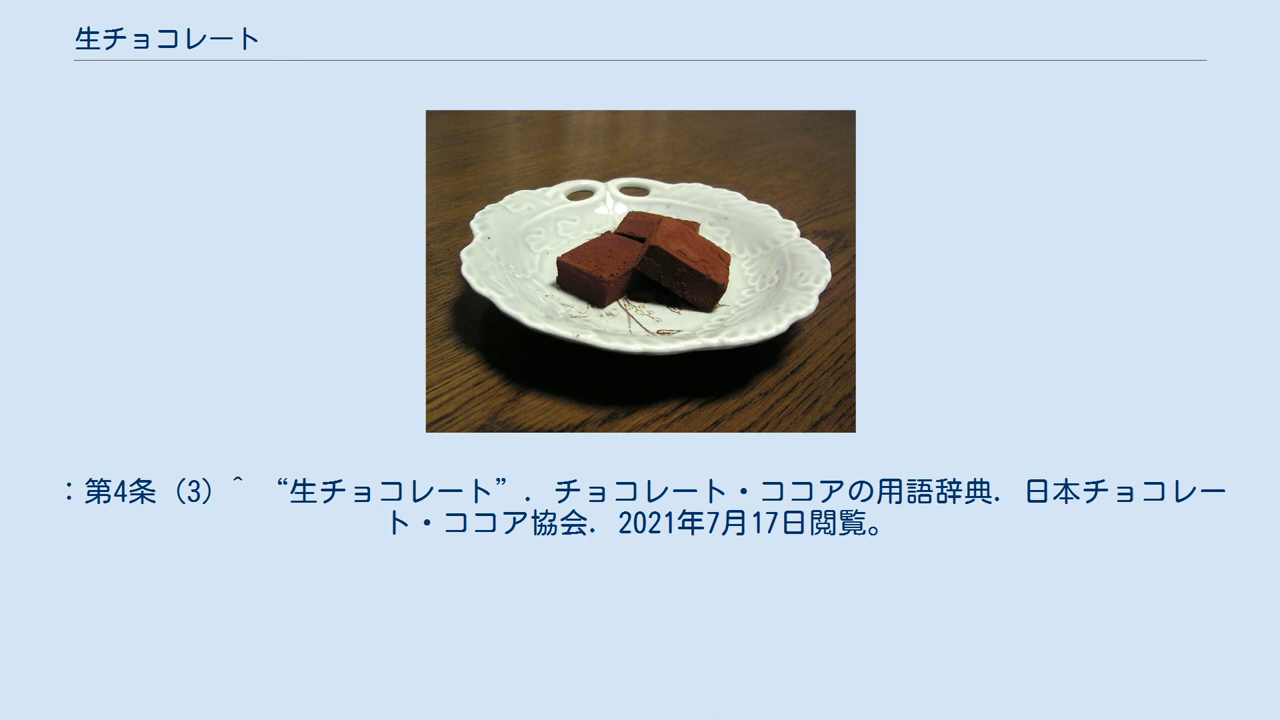 生チョコレート
：第4条（3）^ “生チョコレート”. チョコレート・ココアの用語辞典. 日本チョコレー
ト・ココア協会. 2021年7月17日閲覧。